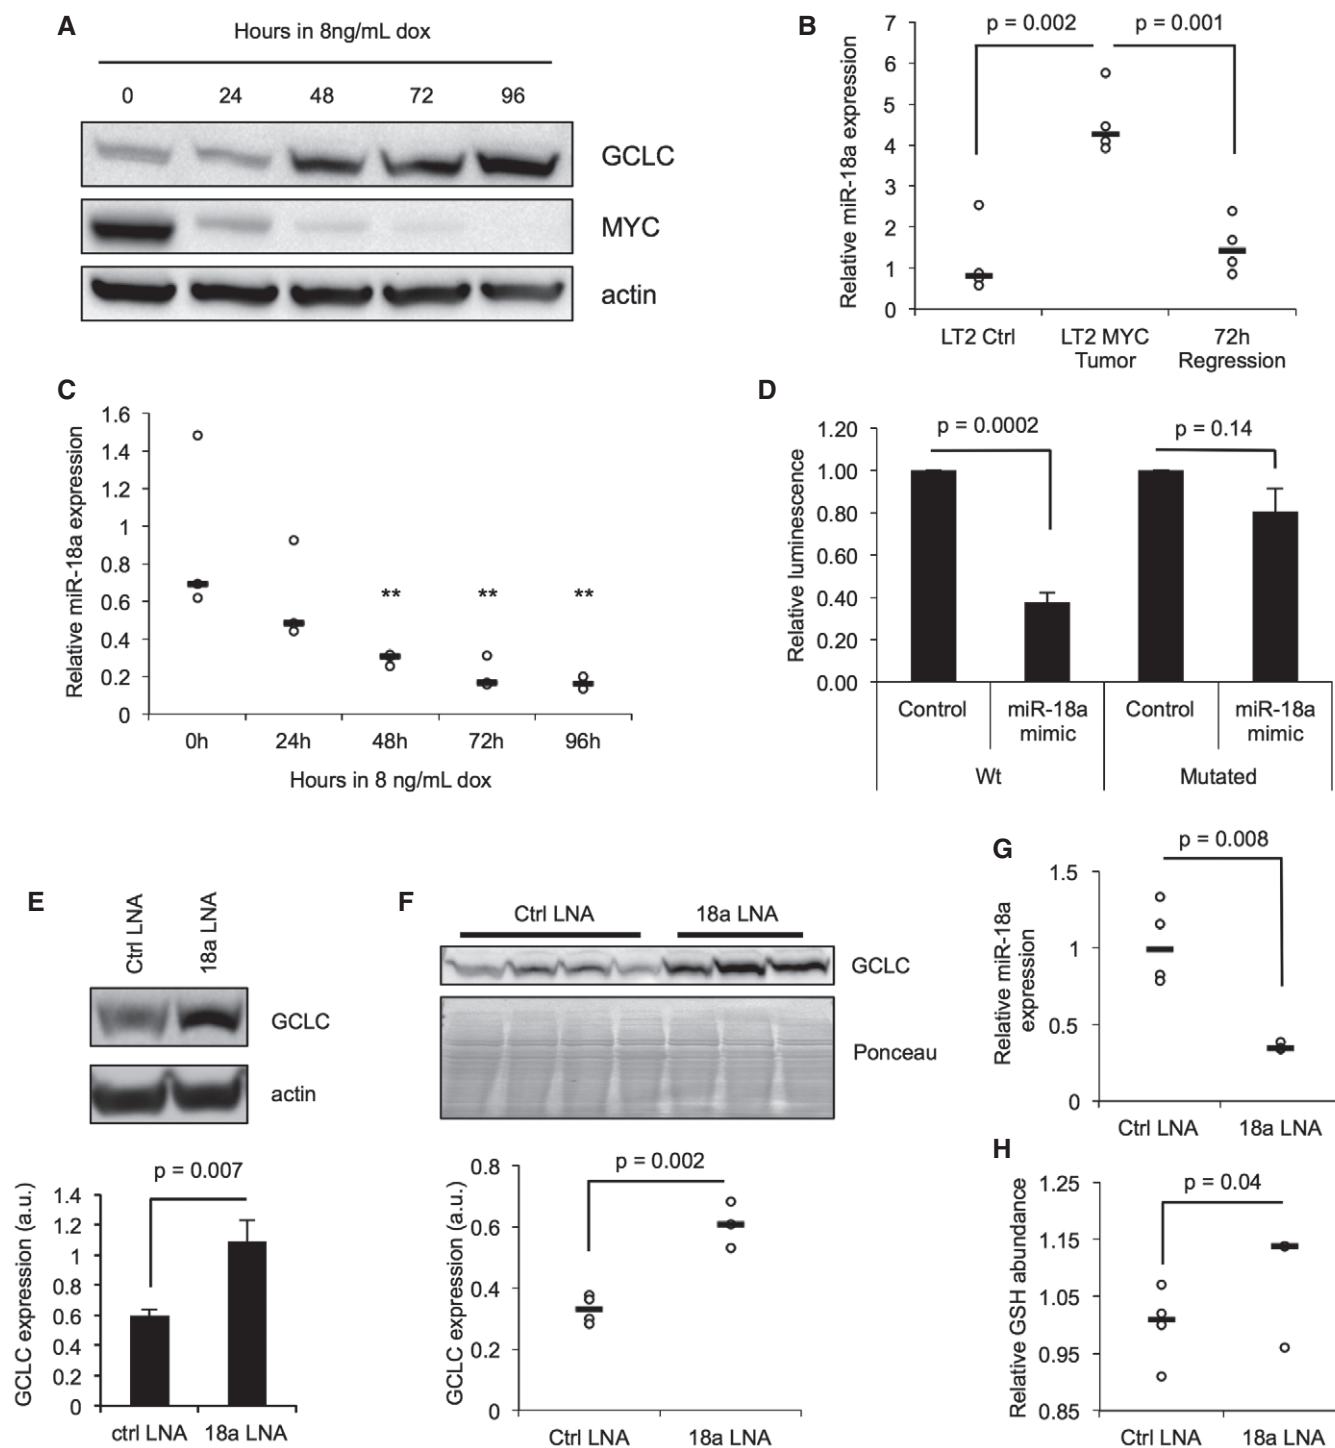 A
Hours in 8ng/mL dox
0 24 48 72 96
GCLC
MYC
actin
B
Relative miR-18a expression
7
6
5
4
3
2
1
0
p = 0.002 p = 0.001
LT2 Ctrl LT2 MYC Tumor 72h Regression
C
Relative miR-18a expression
1.6
1.4
1.2
1
0.8
0.6
0.4
0.2
0
** ** **
0h 24h 48h 72h 96h
Hours in 8 ng/mL dox
D
Relative luminescence
1.20
1.00
0.80
0.60
0.40
0.20
0.00
p = 0.0002 p = 0.14
Control miR-18a mimic Control miR-18a mimic
Wt Mutated
E
Ctrl LNA 18a LNA
GCLC
actin
p = 0.007
GCLC expression (a.u.)
1.4
1.2
1
0.8
0.6
0.4
0.2
0
ctrl LNA 18a LNA
F
Ctrl LNA 18a LNA
GCLC
Ponceau
p = 0.002
GCLC expression (a.u.)
0.8
0.6
0.4
0.2
0
Ctrl LNA 18a LNA
G
p = 0.008
Relative miR-18a
expression
1.5
1
0.5
0
Ctrl LNA 18a LNA
H
p = 0.04
Relative GSH abundance
1.25
1.15
1.05
0.95
0.85
Ctrl LNA 18a LNA